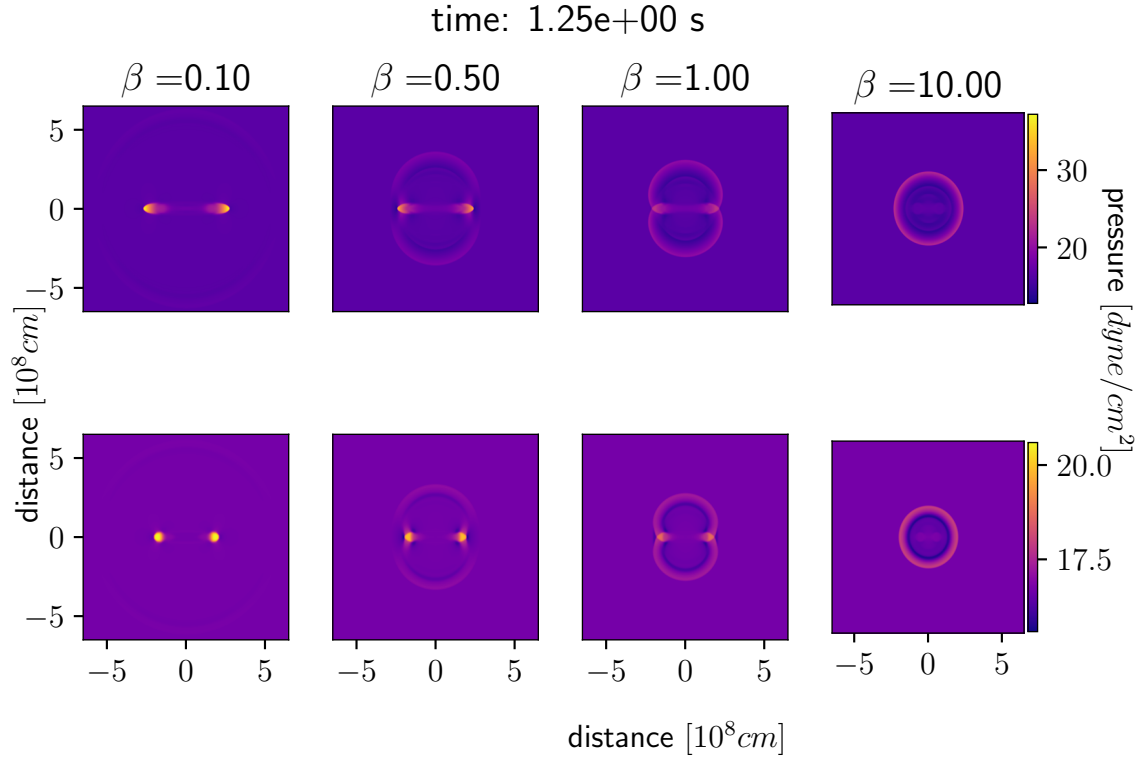 time: 1.25e+00 s
β =0.10
β =0.50
β =1.00
β =10.00
5
0
−5
30
20
5
0
−5
20.0
17.5
−5 0 5
−5 0 5
−5 0 5
−5 0 5
distance [10⁸cm]
distance [10⁸cm]
pressure [dyne/cm²]